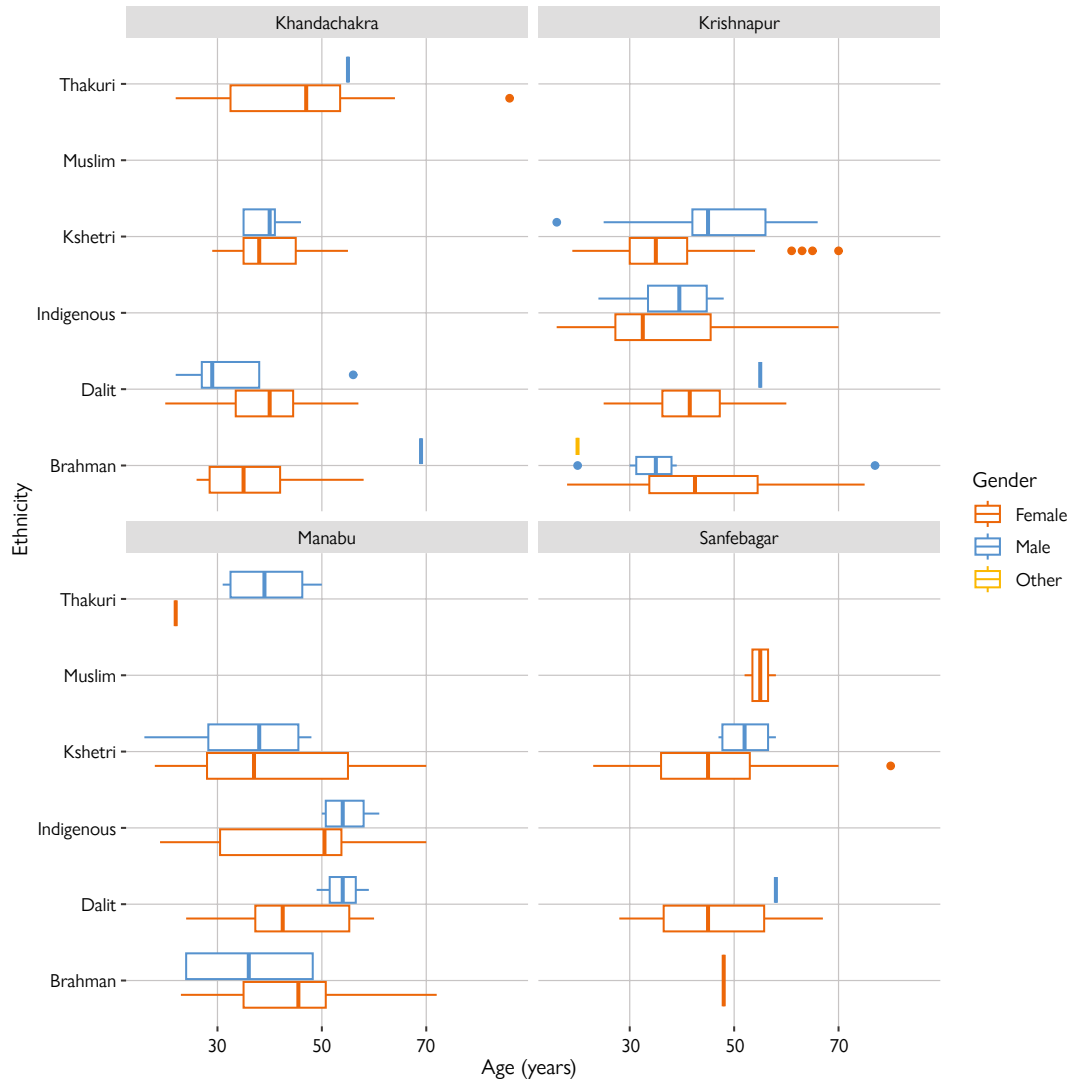 Khandachakra
Krishnapur
Thakuri
Muslim
Kshetri
Indigenous
Dalit
Brahman
Manabu
Sanfebagar
Thakuri
Muslim
Kshetri
Indigenous
Dalit
Brahman
30 50 70
30 50 70
Age (years)
Ethnicity
Gender
Female
Male
Other